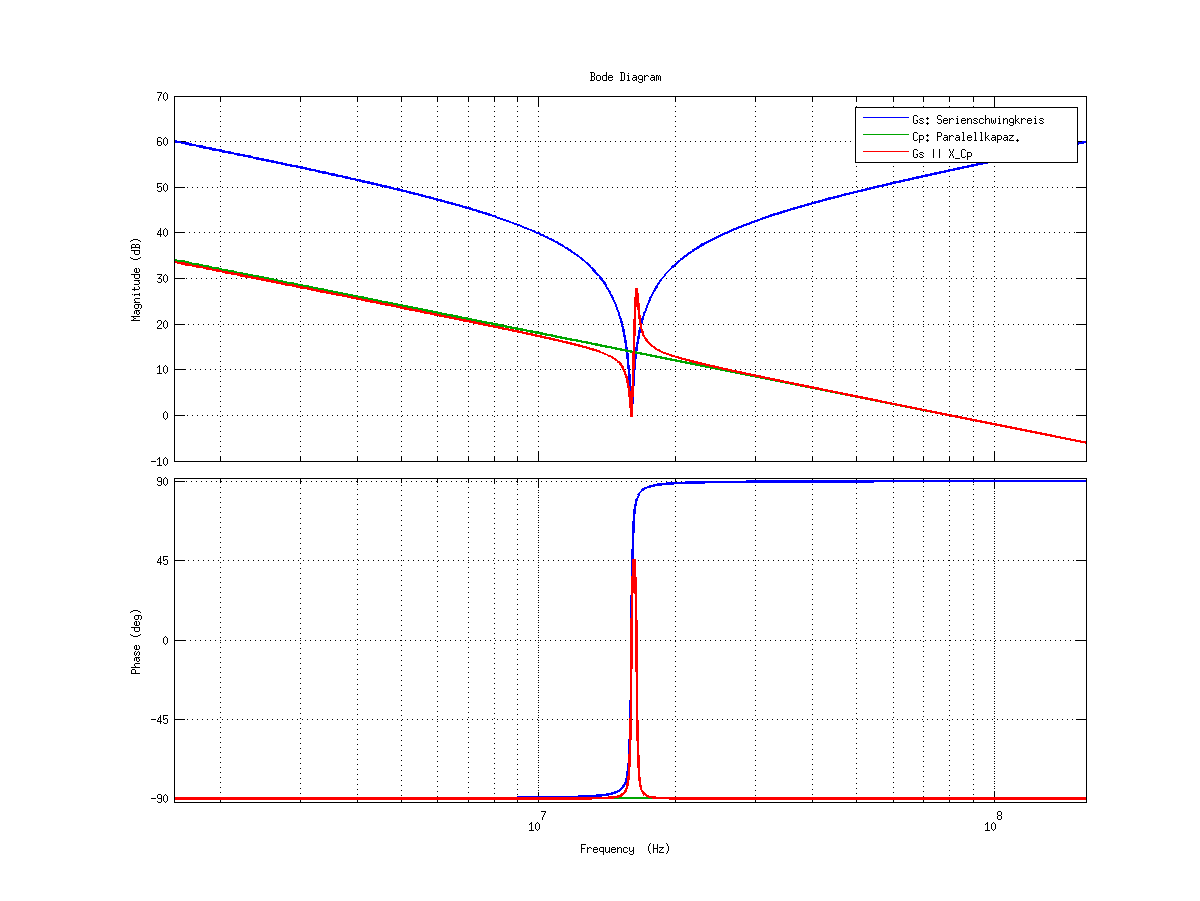 Bode Diagram
Gs: Serienschwingkreis
Cp: Paralellkapaz.
Gs || X_Cp
Magnitude (dB)
70
60
50
40
30
20
10
0
-10
Phase (deg)
90
45
0
-45
-90
10^7
10^8
Frequency (Hz)